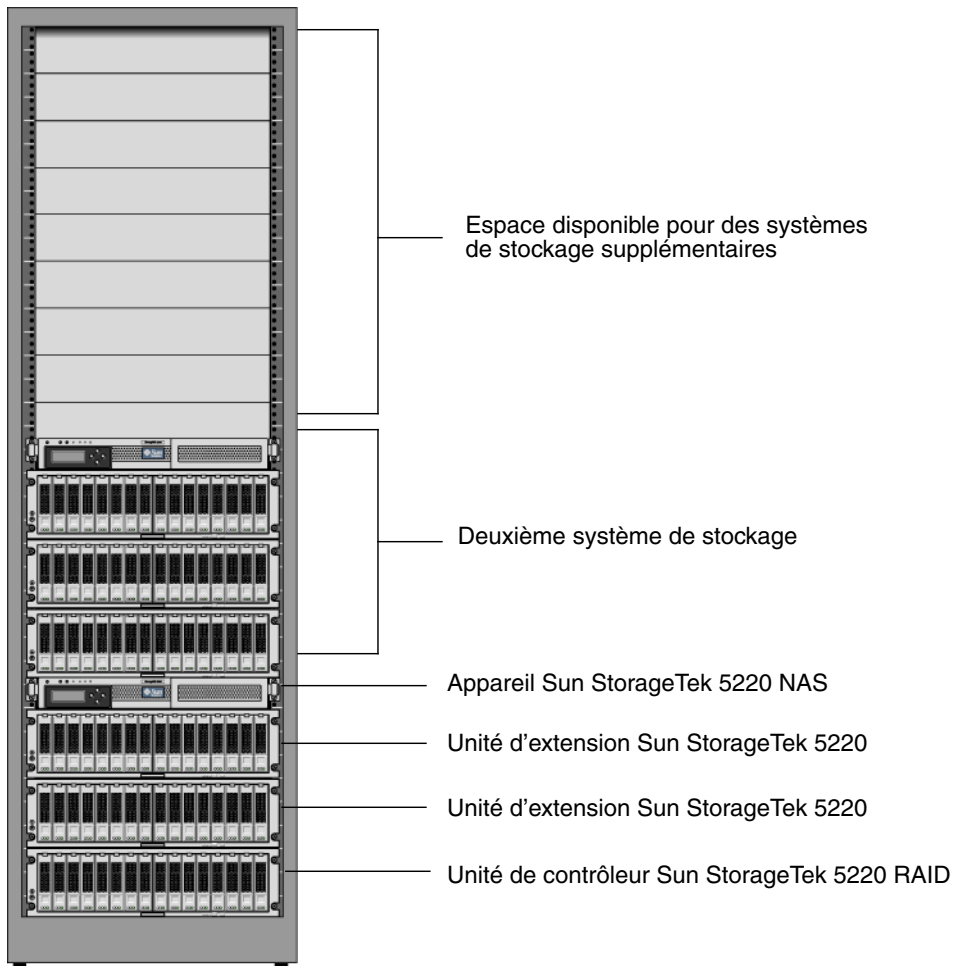 Espace disponible pour des systèmes
de stockage supplémentaires
Deuxième système de stockage
Appareil Sun StorageTek 5220 NAS
Unité d'extension Sun StorageTek 5220
Unité d'extension Sun StorageTek 5220
Unité de contrôleur Sun StorageTek 5220 RAID